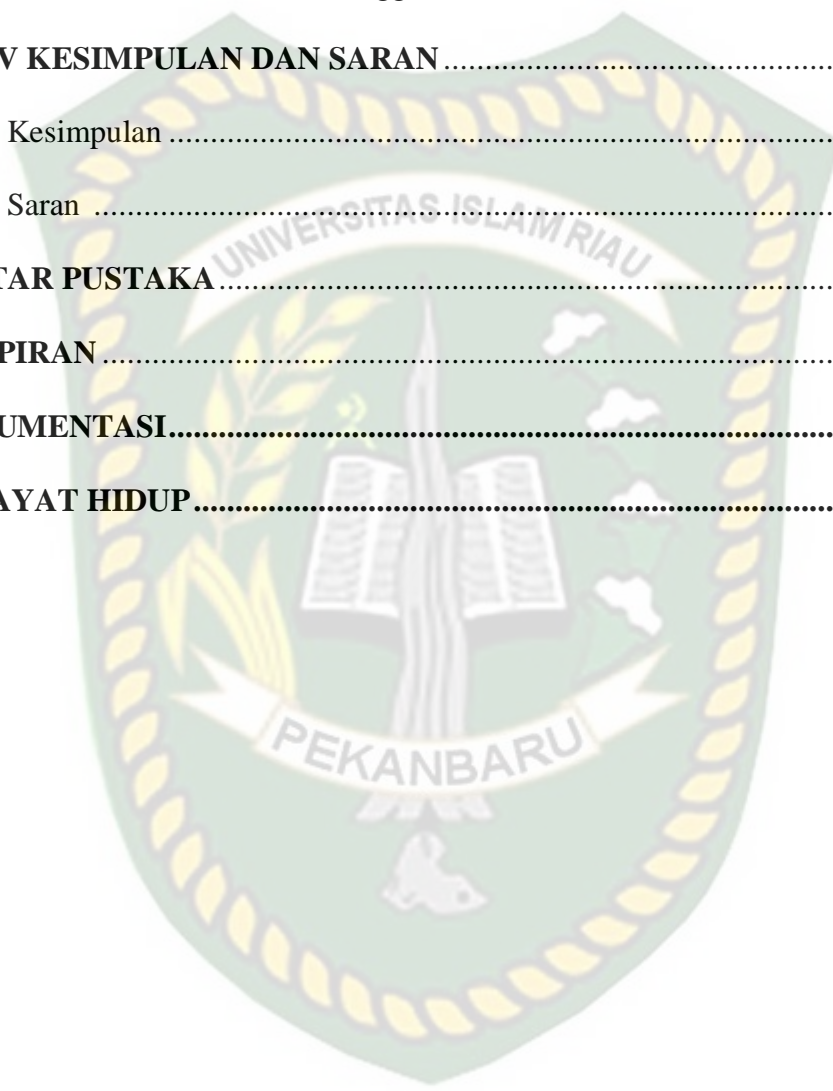 V KESIMPULAN DAN SARAN
Kesimpulan
Saran
TAR PUSTAKA
PIRAN
UMENTASI
AYAT HIDUP
UNIVERSITAS ISLAM RIAU
PEKANBARU